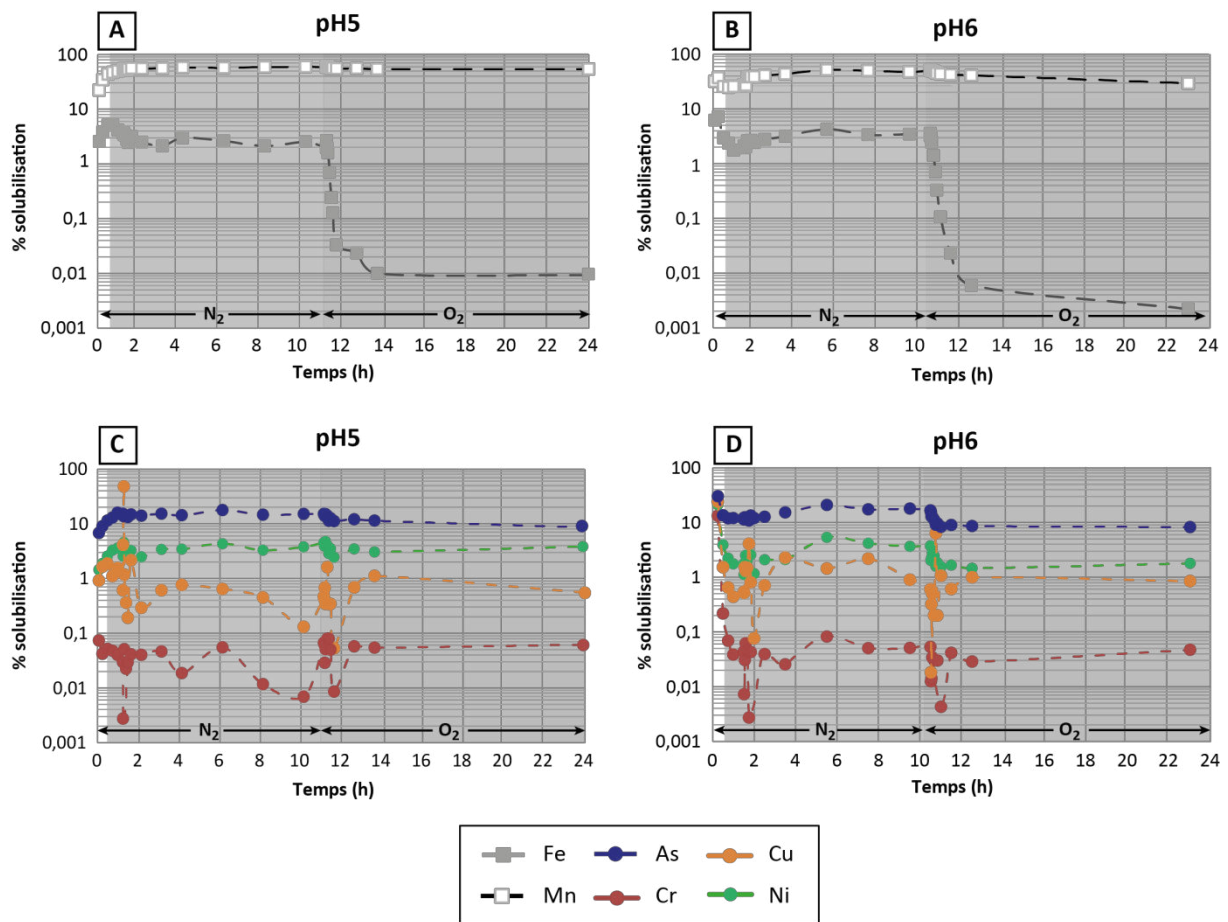 A
pH5
% solubilisation
100
10
1
0,1
0,01
0,001
N2
O2
0 2 4 6 8 10 12 14 16 18 20 22 24
Temps (h)
B
pH6
% solubilisation
100
10
1
0,1
0,01
0,001
N2
O2
0 2 4 6 8 10 12 14 16 18 20 22 24
Temps (h)
C
pH5
% solubilisation
100
10
1
0,1
0,01
0,001
N2
O2
0 2 4 6 8 10 12 14 16 18 20 22 24
Temps (h)
D
pH6
% solubilisation
100
10
1
0,1
0,01
0,001
N2
O2
0 2 4 6 8 10 12 14 16 18 20 22 24
Temps (h)
Fe As Cu
Mn Cr Ni